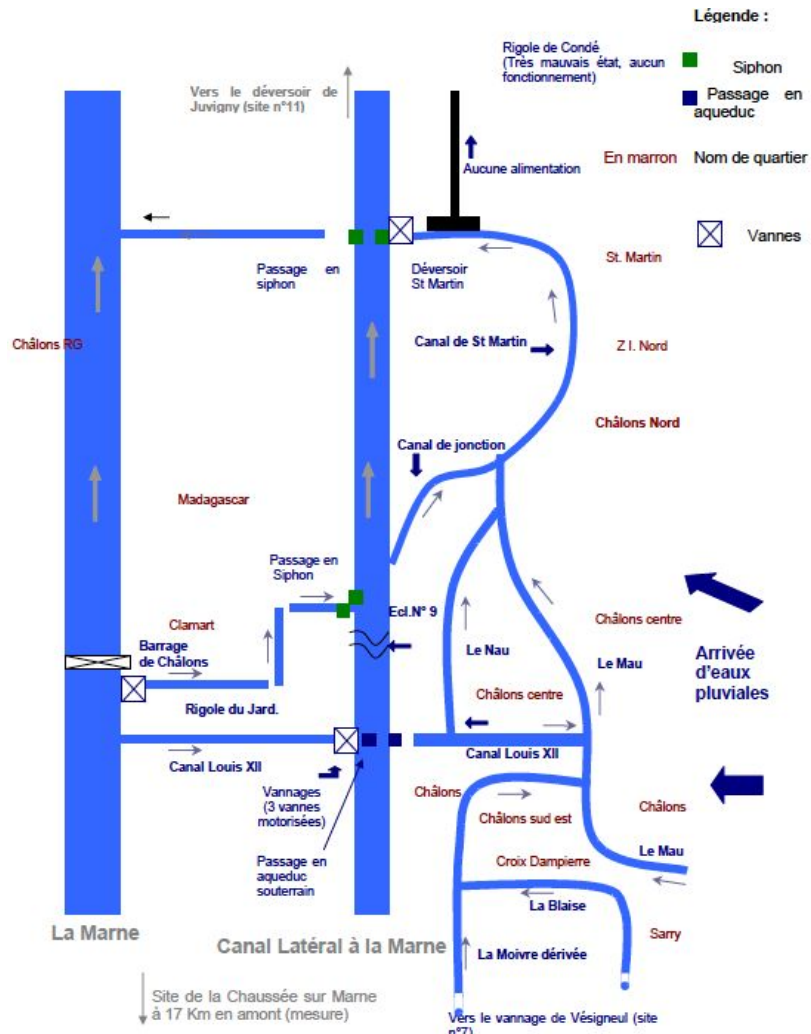 Légende :
Siphon
Passage en
aqueduc
En marron
Nom de quartier
Vannes
Rigole de Condé
(Très mauvais état, aucun
fonctionnement)
Vers le déversoir de
Juvigny (site n°11)
Aucune alimentation
Passage en
siphon
Déversoir
St Martin
St. Martin
Canal de St Martin
Z I. Nord
Châlons RG
Châlons Nord
Canal de jonction
Madagascar
Passage en
Siphon
Clamart
Ecl.N° 9
Châlons centre
Barrage
de Châlons
Le Nau
Le Mau
Arrivée
d'eaux
pluviales
Rigole du Jard.
Châlons centre
Canal Louis XII
Canal Louis XII
Vannages
(3 vannes
motorisées)
Châlons
Châlons sud est
Châlons
Le Mau
Passage en
aqueduc
souterrain
Croix Dampierre
La Blaise
Sarry
La Marne
Canal Latéral à la Marne
La Moivre dérivée
Site de la Chaussée sur Marne
à 17 Km en amont (mesure)
Vers le vannage de Vésigneul (site
n°7)